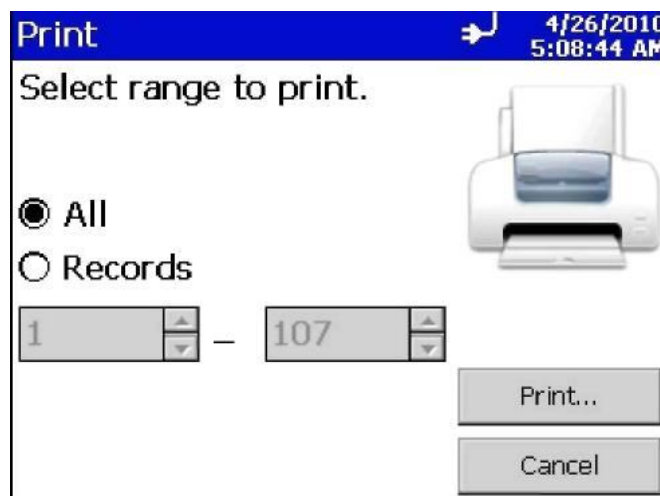 Print
4/26/2010
5:08:44 AM
Select range to print.
All
Records
1 – 107
Print...
Cancel